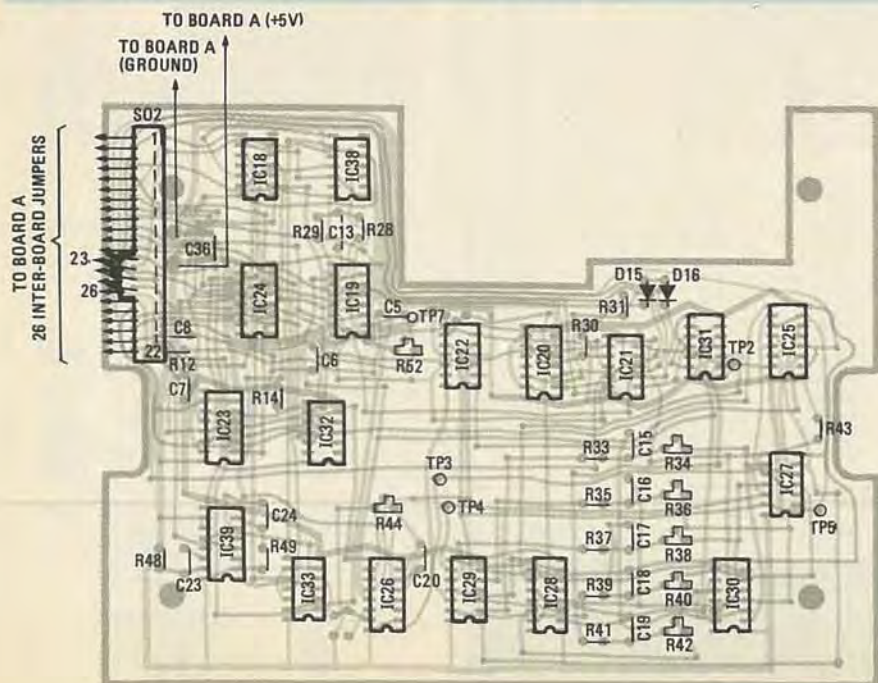 TO BOARD A (+5V)
TO BOARD A
(GROUND)
SO2
1
TO BOARD A
26 INTER-BOARD JUMPERS
23
26
22
IC18
IC38
R29
C13
R28
C36
IC24
IC19
C5
TP7
D15
D16
R31
R30
C8
R12
C6
R52
IC22
IC20
IC21
IC31
TP2
IC25
C7
R14
IC23
IC32
R43
R33
C15
R34
TP3
TP4
R44
R35
C16
R36
IC27
TP5
C24
IC39
R49
R48
C23
R37
C17
R38
IC33
IC26
C20
IC29
IC28
R39
C18
R40
IC30
R41
C19
R42